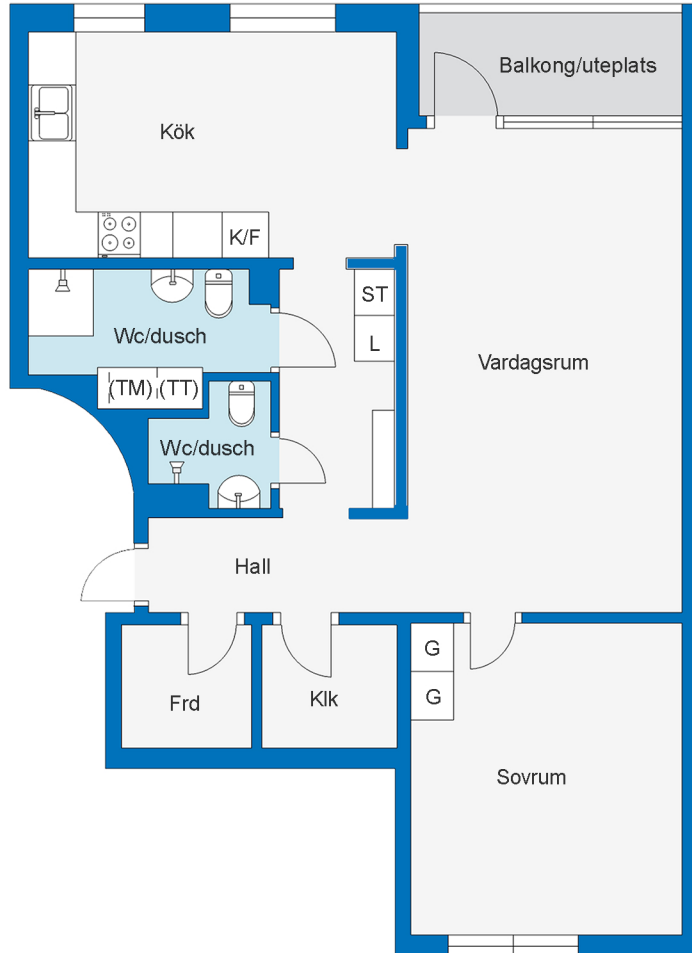 Balkong/uteplats
Kök
K/F
ST
Wc/dusch
L
Vardagsrum
(TM) (TT)
Wc/dusch
Hall
G
G
Frd
Klk
Sovrum